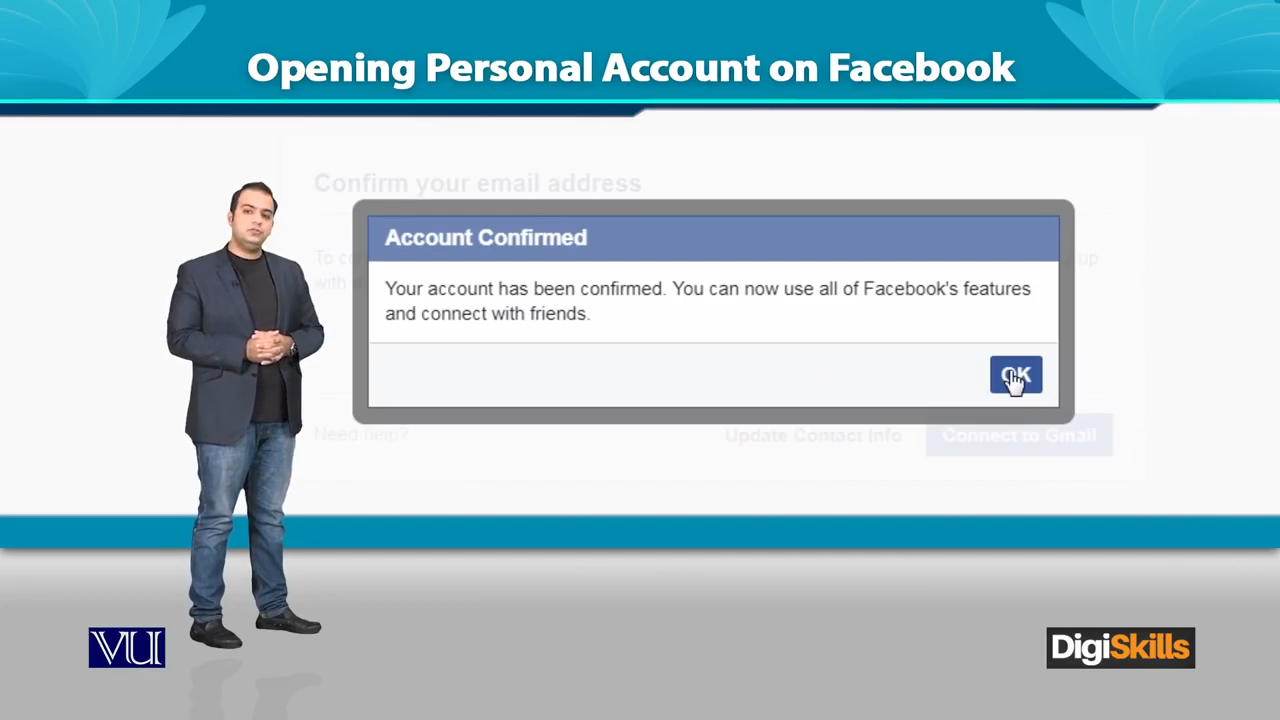 Opening Personal Account on Facebook
Confirm your email address
Account Confirmed
Your account has been confirmed. You can now use all of Facebook's features
and connect with friends.
OK
Need help?
Update Contact Info
Connect to Gmail
VU
DigiSkills